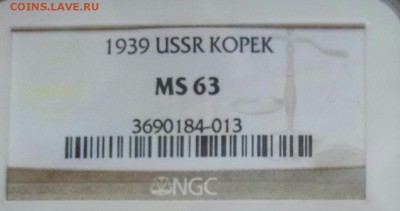 COINS.LAVE.RU
1939 USSR KOPEK
MS 63
3690184-013
NGC